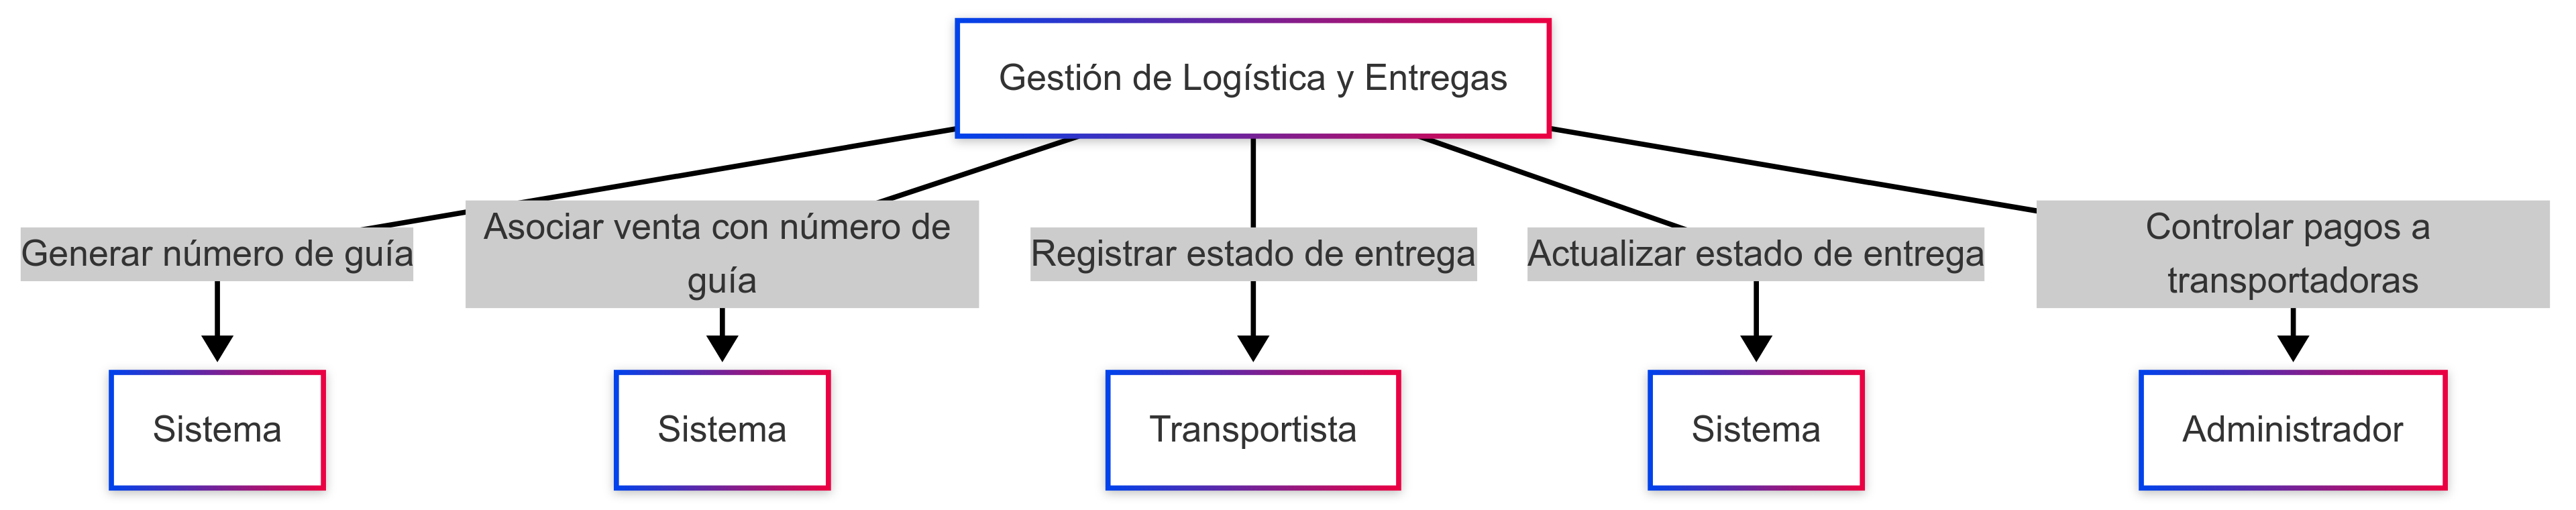 Gestión de Logística y Entregas
Generar número de guía
Asociar venta con número de
guía
Registrar estado de entrega
Actualizar estado de entrega
Controlar pagos a
transportadoras
Sistema
Sistema
Transportista
Sistema
Administrador